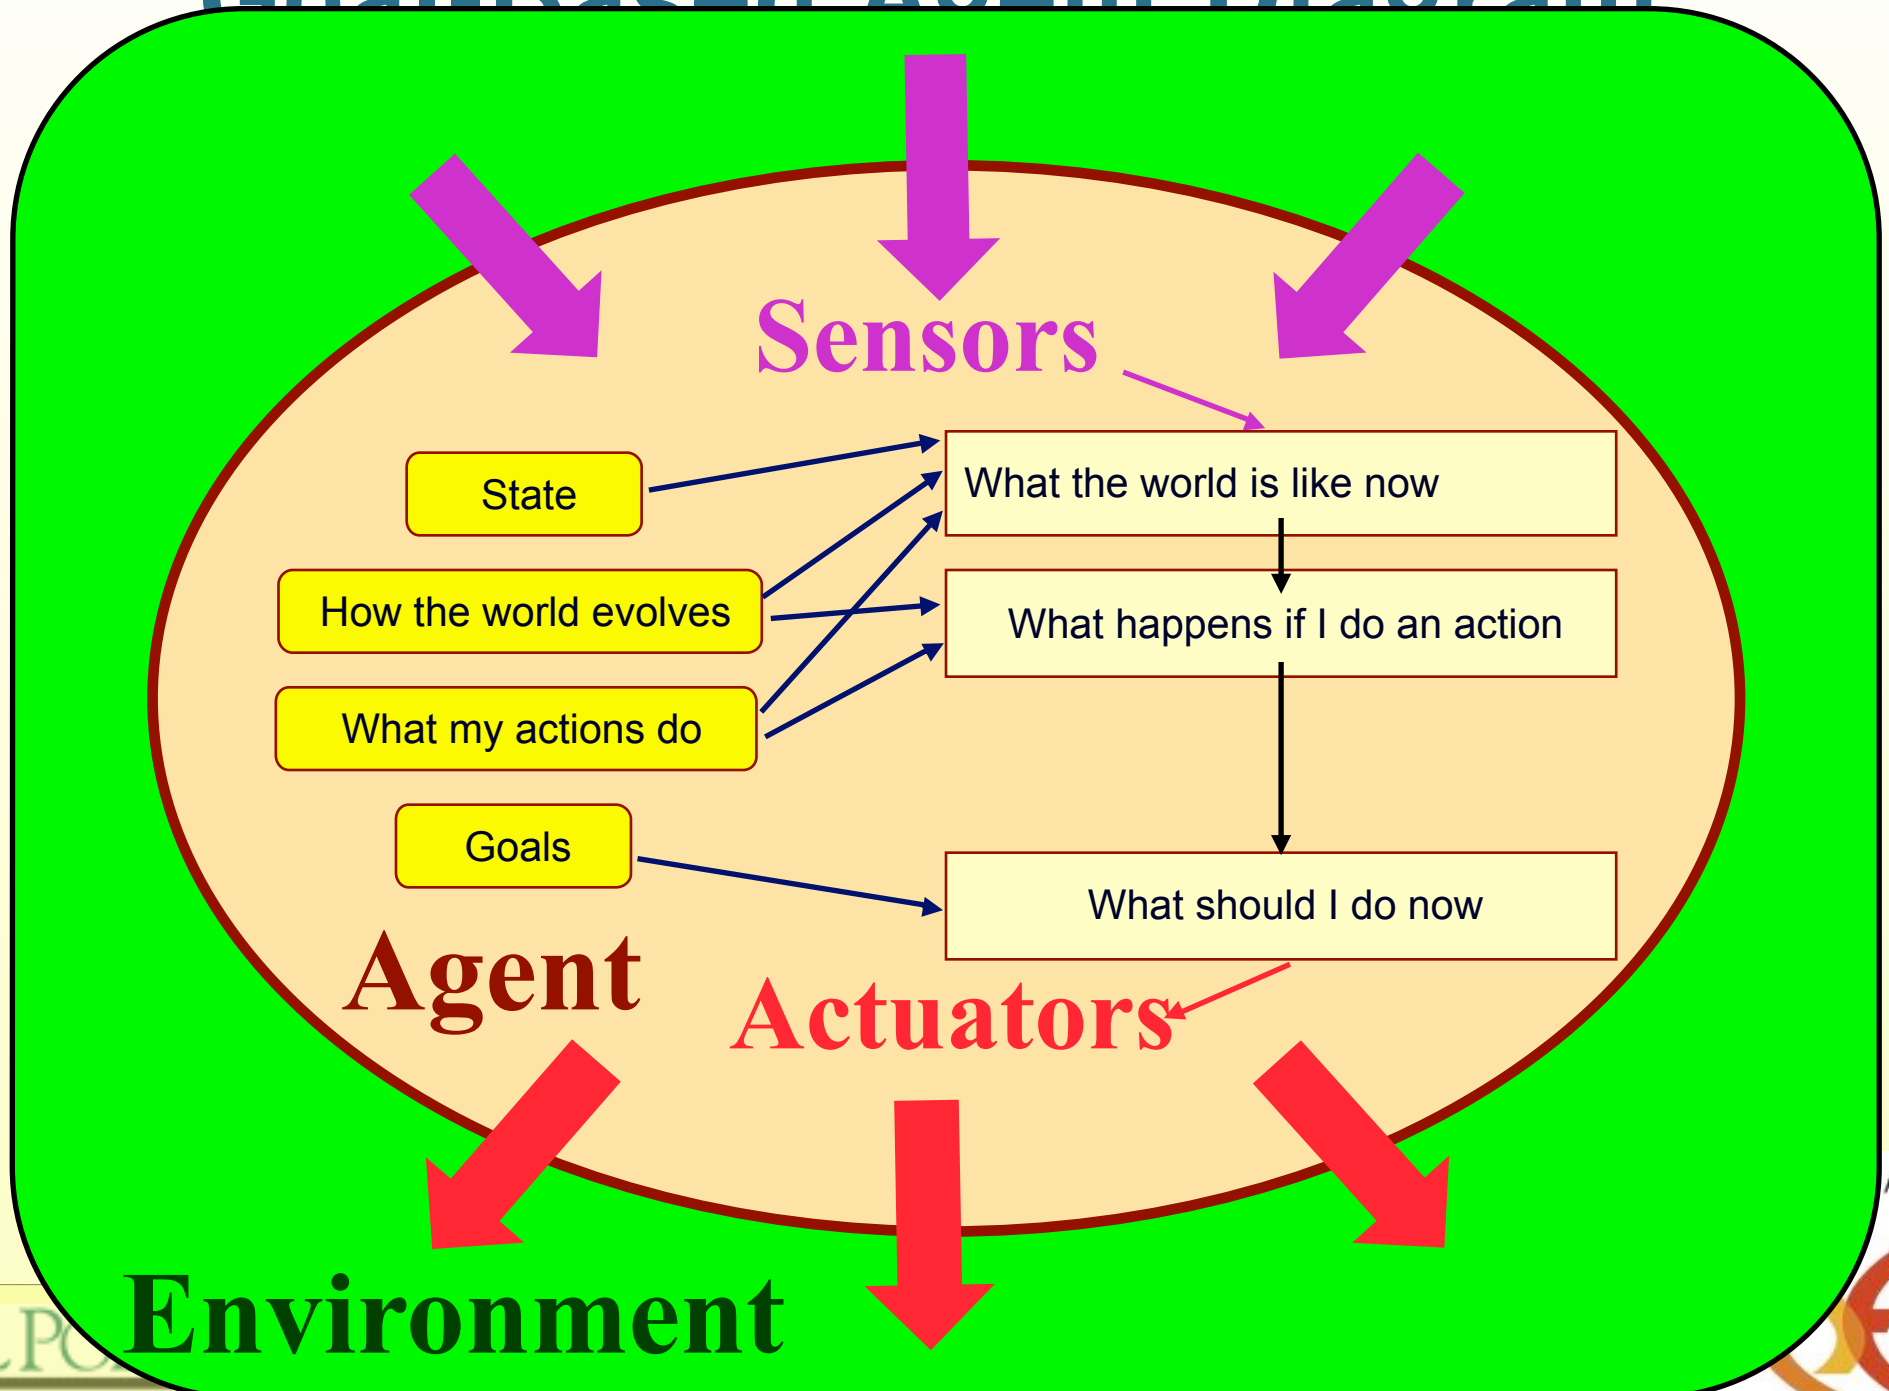 Sensors
State
What the world is like now
How the world evolves
What happens if I do an action
What my actions do
Goals
What should I do now
Agent
Actuators
Environment